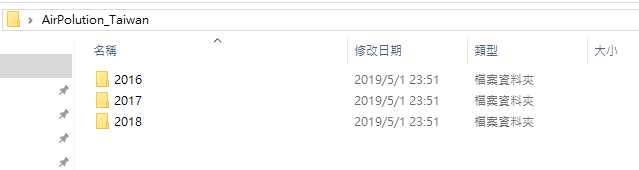 AirPolution_Taiwan
名稱 修改日期 類型 大小
2016 2019/5/1 23:51 檔案資料夾
2017 2019/5/1 23:51 檔案資料夾
2018 2019/5/1 23:51 檔案資料夾